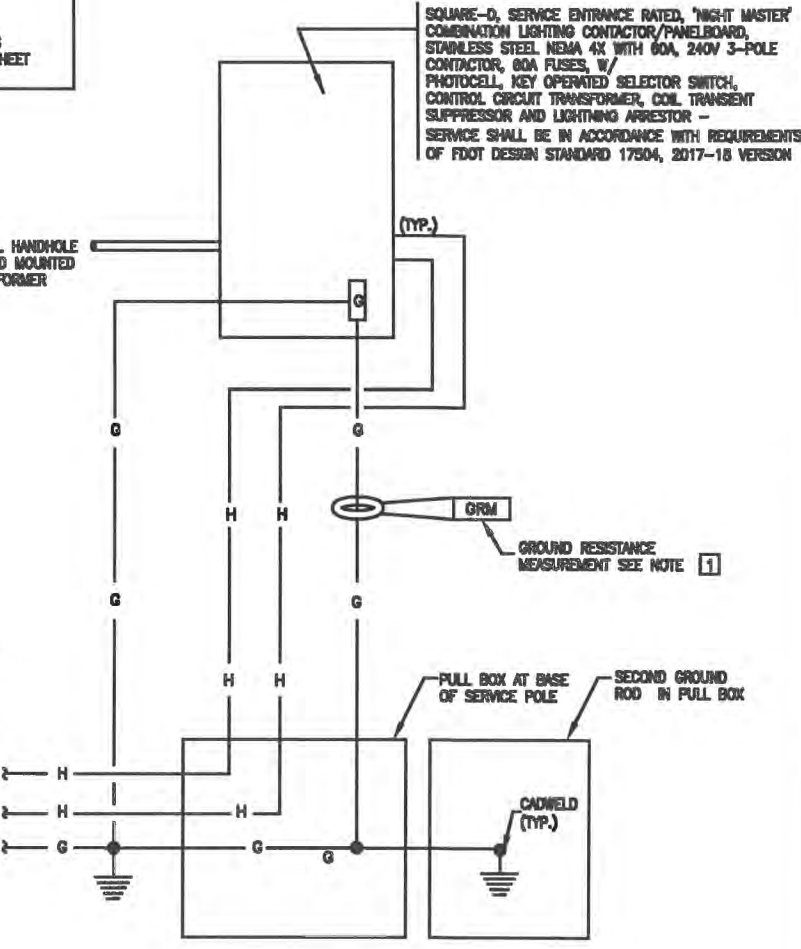 SQUARE-D, SERVICE ENTRANCE RATED, 'NIGHT MASTER'
COMBINATION LIGHTING CONTACTOR/PANELBOARD,
STAINLESS STEEL NEMA 4X WITH 60A, 240V 3-POLE
CONTACTOR, 60A FUSES, W/
PHOTOCELL, KEY OPERATED SELECTOR SWITCH,
CONTROL CIRCUIT TRANSFORMER, COIL TRANSIENT
SUPPRESSOR AND LIGHTNING ARRESTOR -
SERVICE SHALL BE IN ACCORDANCE WITH REQUIREMENTS
OF FDOT DESIGN STANDARD 17504, 2017-18 VERSION
HEET
(TYP.)
HANDHOLE
MOUNTED
FORMER
G
G
G
H
H
GRM
GROUND RESISTANCE
MEASUREMENT SEE NOTE 1
G
G
H
H
PULL BOX AT BASE
OF SERVICE POLE
SECOND GROUND
ROD IN PULL BOX
H
H
H
CADWELD
(TYP.)
G
G
G